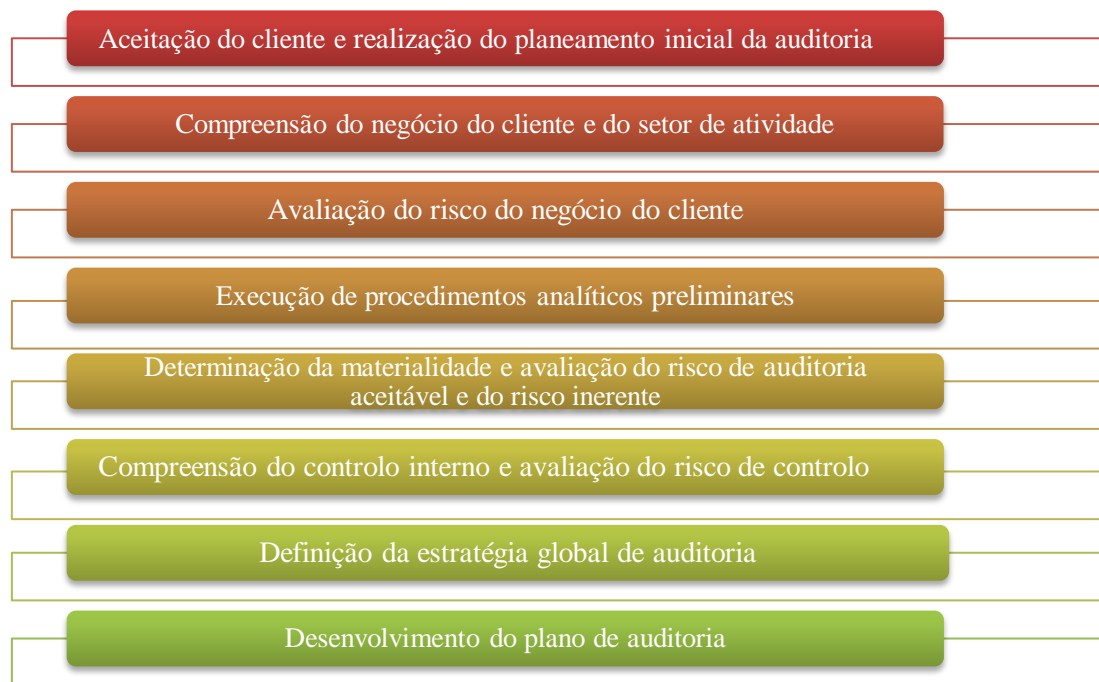 Aceitação do cliente e realização do planeamento inicial da auditoria
Compreensão do negócio do cliente e do setor de atividade
Avaliação do risco do negócio do cliente
Execução de procedimentos analíticos preliminares
Determinação da materialidade e avaliação do risco de auditoria
aceitável e do risco inerente
Compreensão do controlo interno e avaliação do risco de controlo
Definição da estratégia global de auditoria
Desenvolvimento do plano de auditoria